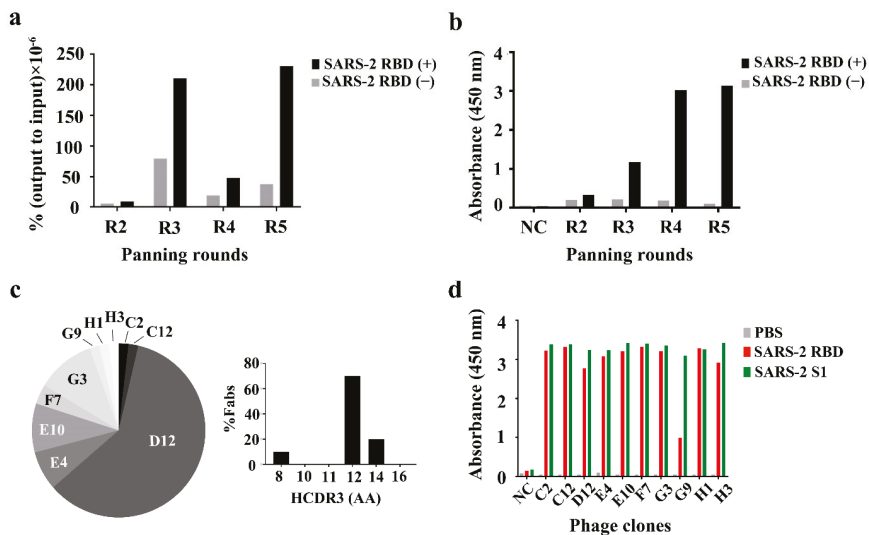 a
% (output to input)×10⁻⁶
250
200
150
100
50
0
R2 R3 R4 R5
Panning rounds
SARS-2 RBD (+)
SARS-2 RBD (−)
b
Absorbance (450 nm)
4
3
2
1
0
NC R2 R3 R4 R5
Panning rounds
SARS-2 RBD (+)
SARS-2 RBD (−)
c
G9 H1 H3 C2 C12
G3
F7
E10
E4
D12
%Fabs
80
60
40
20
0
8 10 11 12 14 16
HCDR3 (AA)
d
Absorbance (450 nm)
4
3
2
1
0
NC C2 C12 D12 E4 E10 F7 G3 G9 H1 H3
Phage clones
PBS
SARS-2 RBD
SARS-2 S1